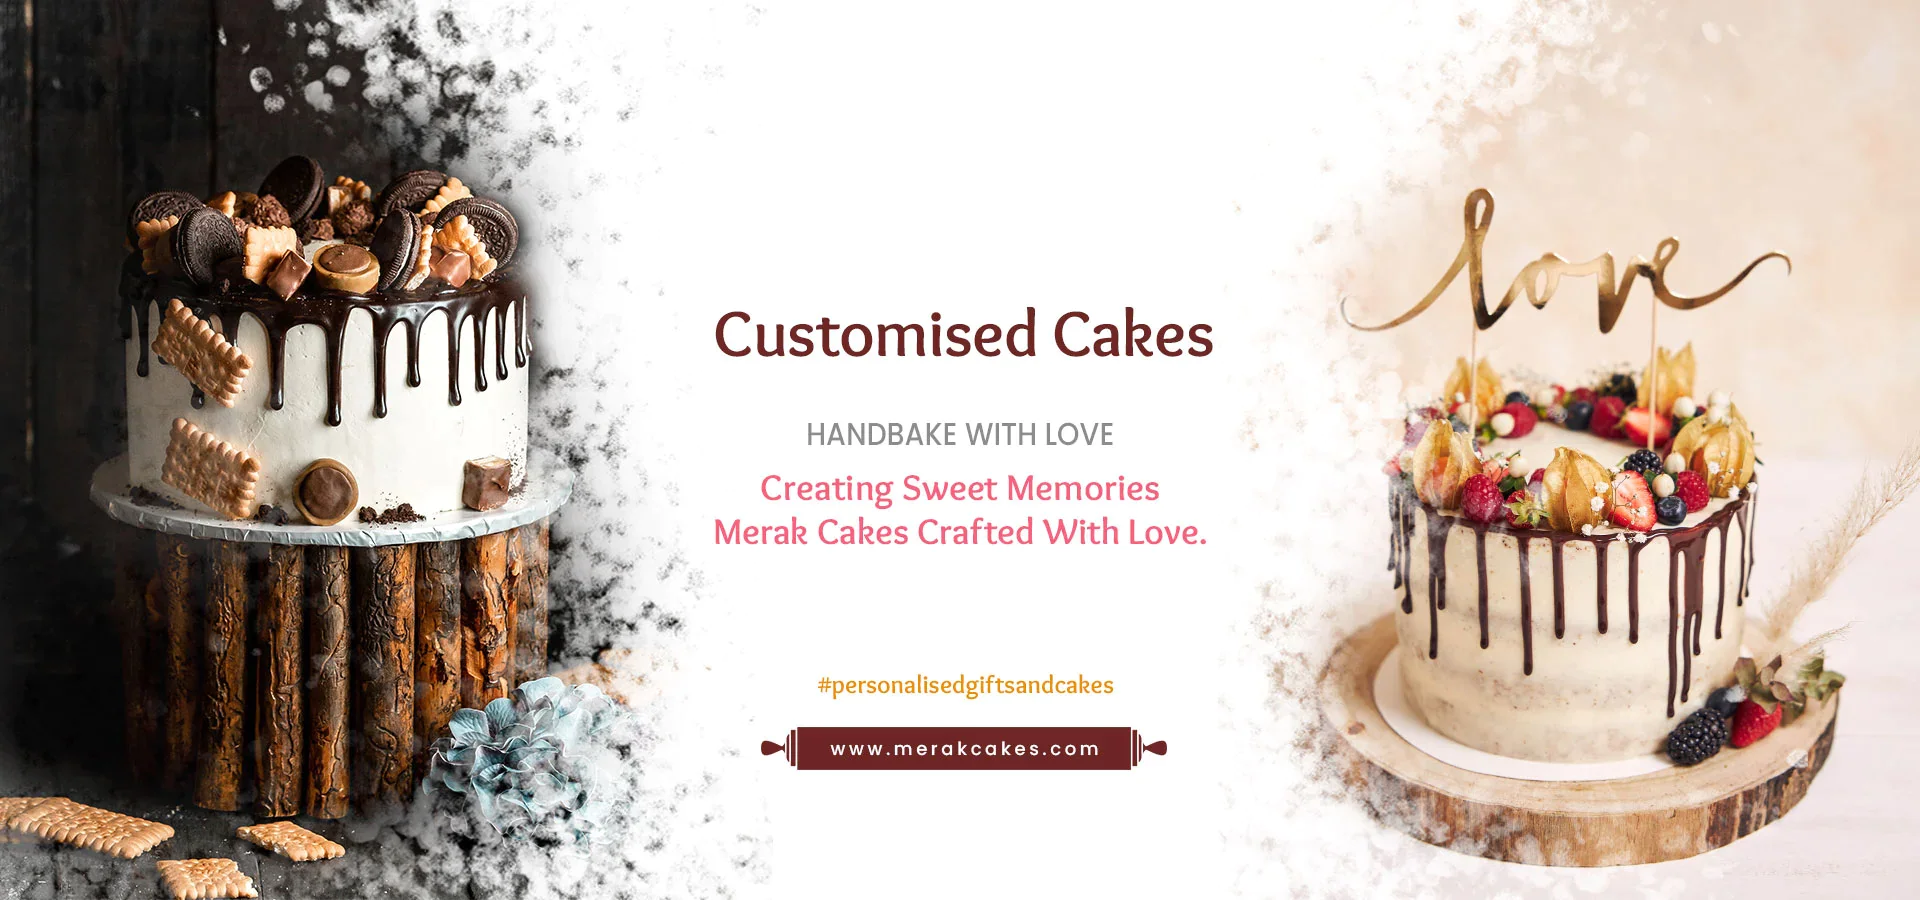 love
Customised Cakes
HANDBAKE WITH LOVE
Creating Sweet Memories
Merak Cakes Crafted With Love.
#personalisedgiftsandcakes
www.merakcakes.com